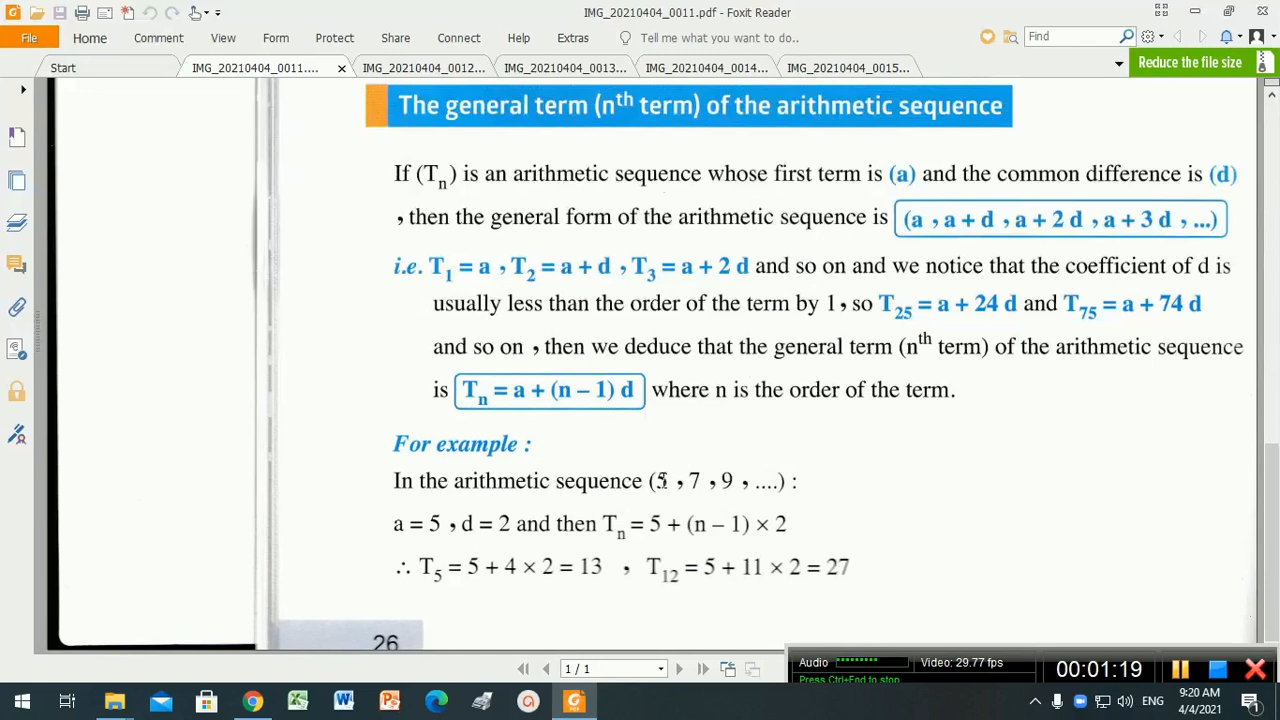 IMG_20210404_0011.pdf - Foxit Reader
File Home Comment View Form Protect Share Connect Help Extras Tell me what you want to do.. Find
Start IMG_20210404_0011.... IMG_20210404_0012... IMG_20210404_0013... IMG_20210404_0014... IMG_20210404_0015... Reduce the file size
The general term (nth term) of the arithmetic sequence
If (Tn) is an arithmetic sequence whose first term is (a) and the common difference is (d)
, then the general form of the arithmetic sequence is (a , a + d , a + 2 d , a + 3 d , ...)
i.e. T1 = a , T2 = a + d , T3 = a + 2 d and so on and we notice that the coefficient of d is
usually less than the order of the term by 1 , so T25 = a + 24 d and T75 = a + 74 d
and so on , then we deduce that the general term (nth term) of the arithmetic sequence
is Tn = a + (n – 1) d where n is the order of the term.
For example :
In the arithmetic sequence (5 , 7 , 9 , ....) :
a = 5 , d = 2 and then Tn = 5 + (n – 1) × 2
∴ T5 = 5 + 4 × 2 = 13 , T12 = 5 + 11 × 2 = 27
26
1 / 1
Audio Video: 29.77 fps 00:01:19
Press Ctrl+End to stop
ENG 9:20 AM
4/4/2021